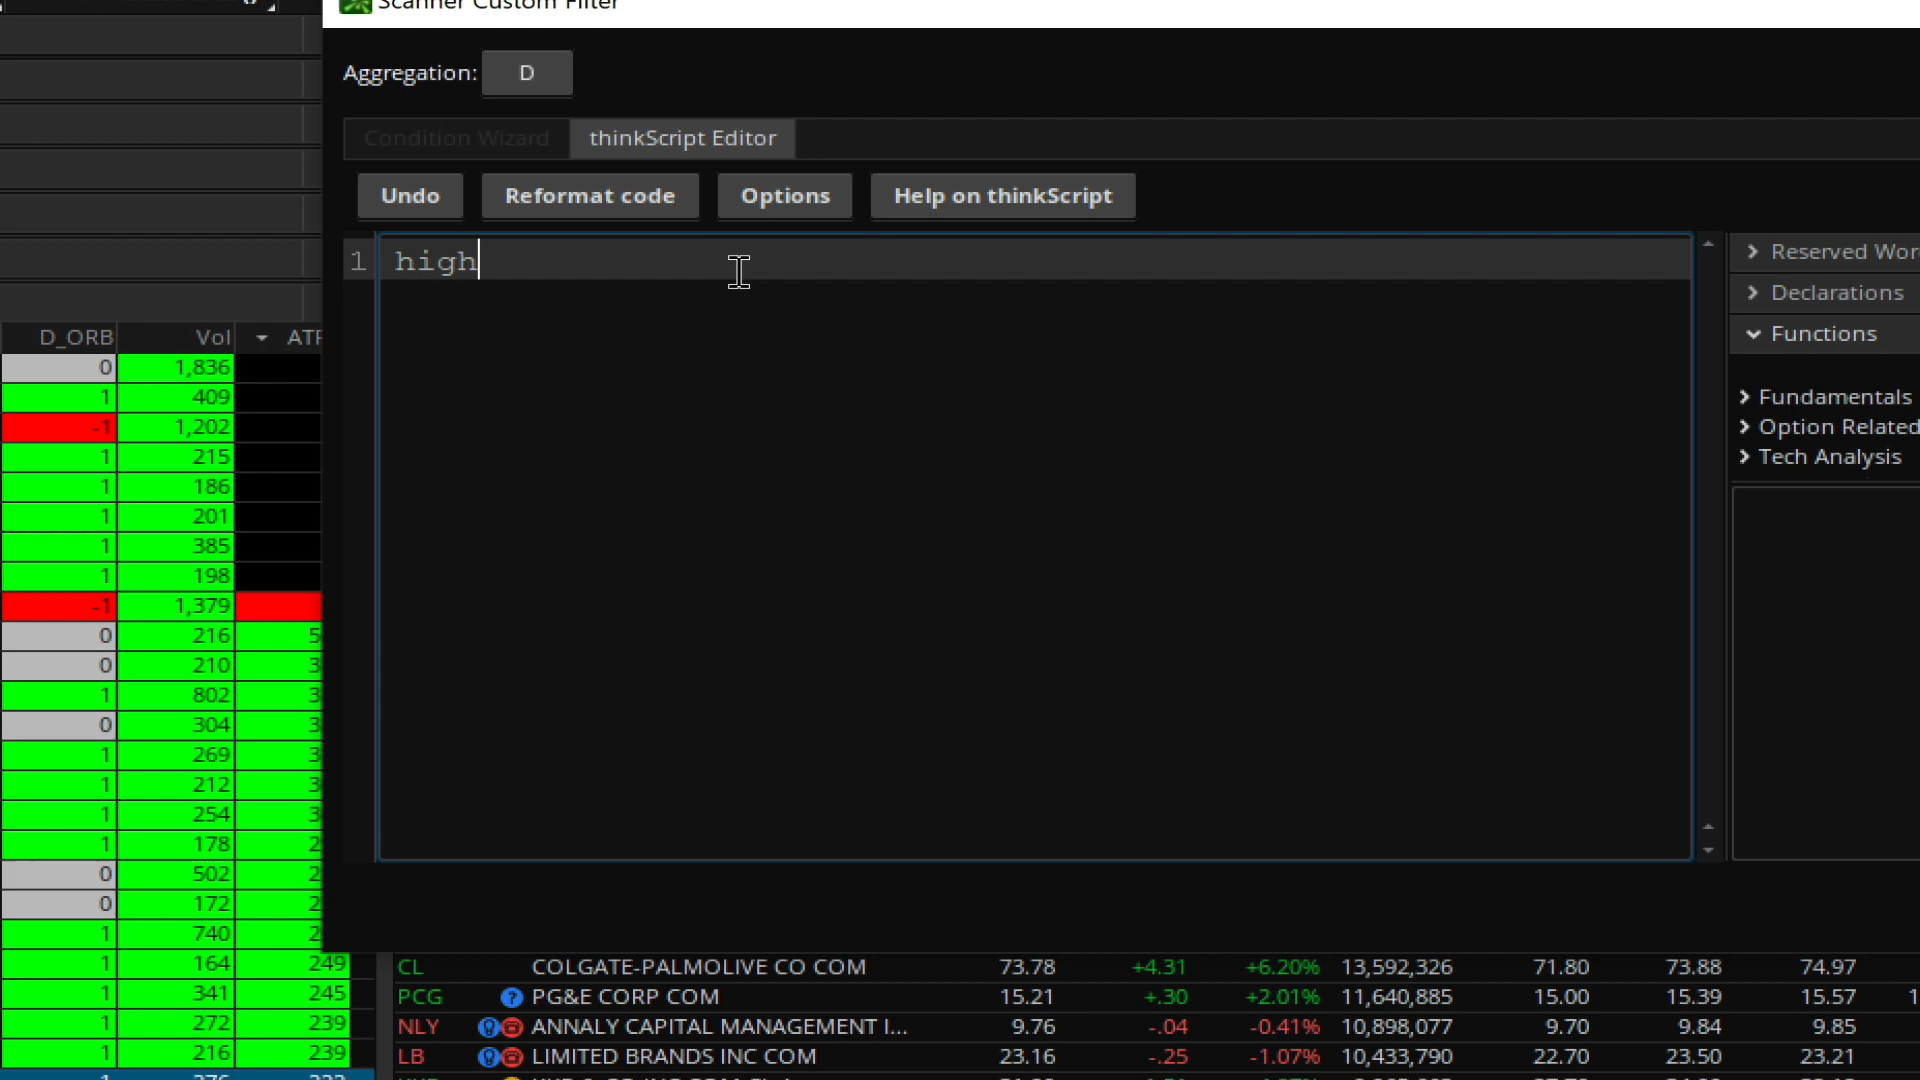 Scanner Custom Filter
Aggregation: D
Condition Wizard thinkScript Editor
Undo Reformat code Options Help on thinkScript
1 high
Reserved Wor
Declarations
Functions
Fundamentals
Option Related
Tech Analysis
D_ORB Vol ATR
0 1,836
1 409
-1 1,202
1 215
1 186
1 201
1 385
1 198
-1 1,379
0 216 5
0 210 3
1 802 3
0 304 3
1 269 3
1 212 3
1 254 3
1 178 2
0 502 2
0 172 2
1 740 2
1 164 249
1 341 245
1 272 239
1 216 239
CL COLGATE-PALMOLIVE CO COM 73.78 +4.31 +6.20% 13,592,326 71.80 73.88 74.97
PCG PG&E CORP COM 15.21 +.30 +2.01% 11,640,885 15.00 15.39 15.57 1
NLY ANNALY CAPITAL MANAGEMENT I... 9.76 -.04 -0.41% 10,898,077 9.70 9.84 9.85
LB LIMITED BRANDS INC COM 23.16 -.25 -1.07% 10,433,790 22.70 23.50 23.21